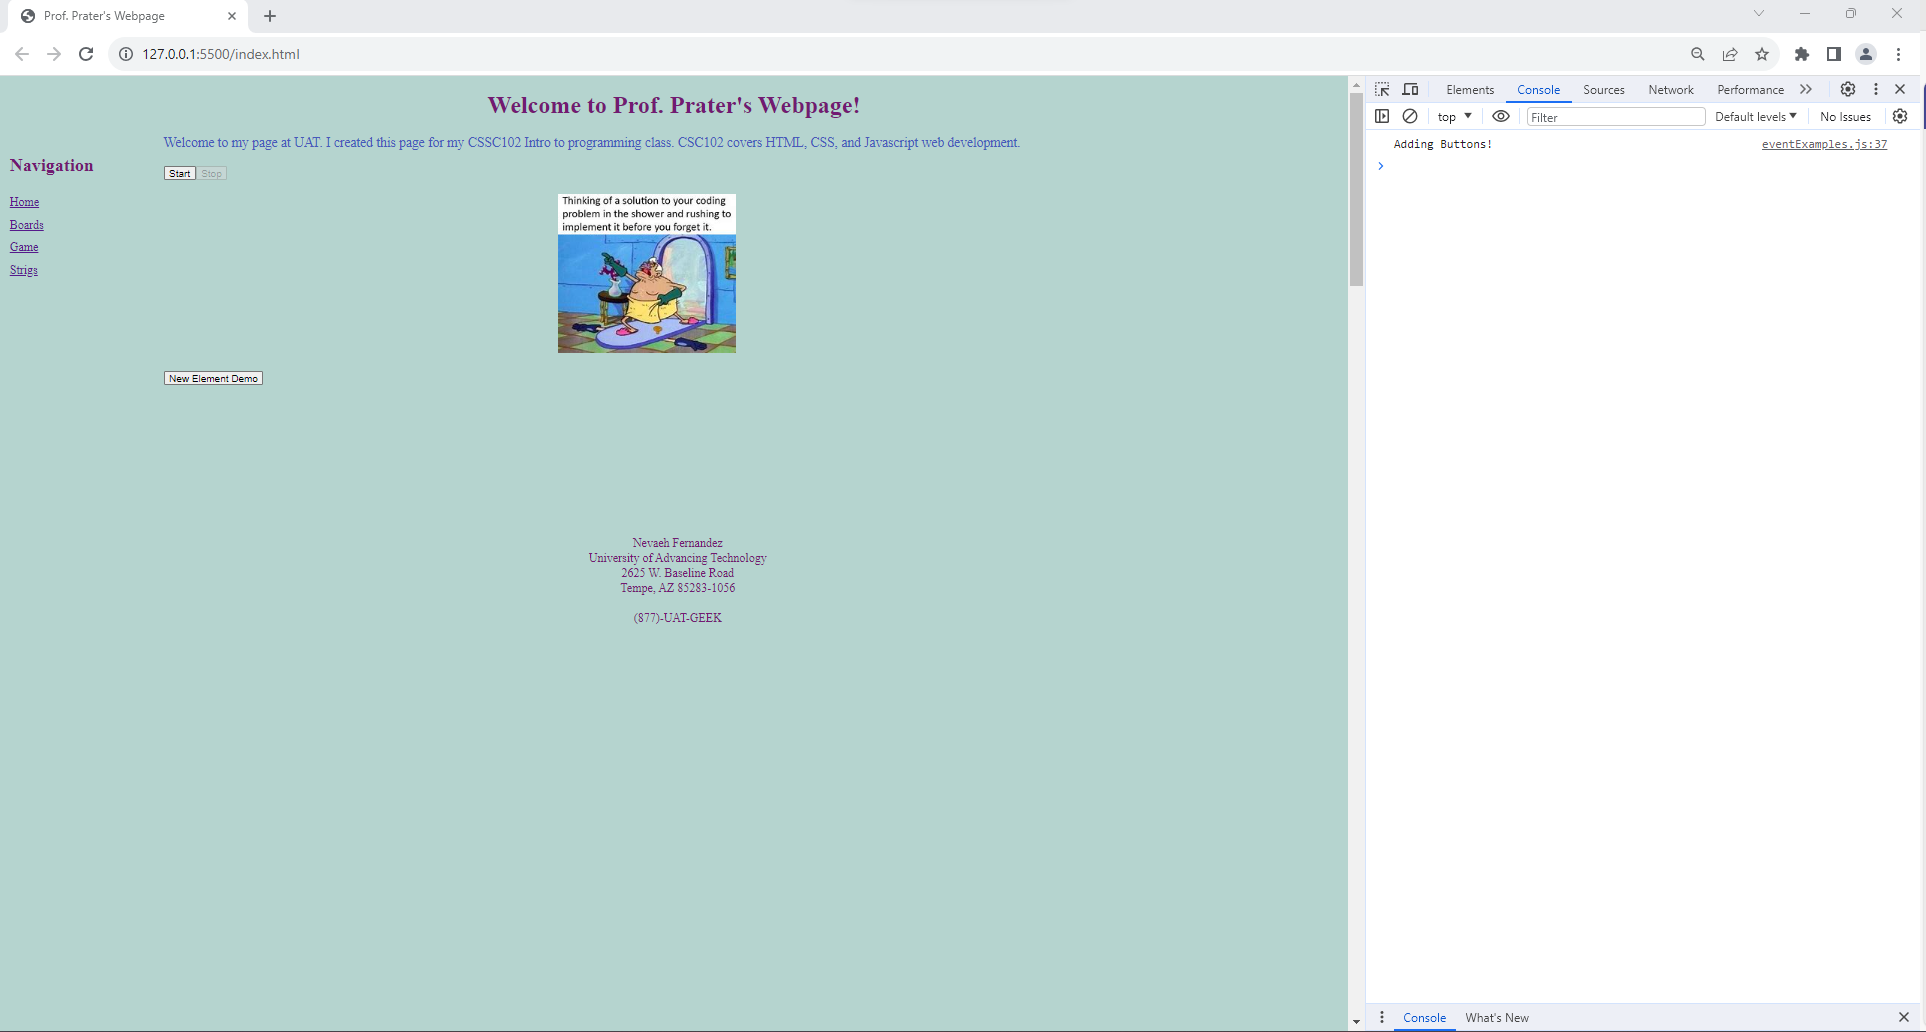 Prof. Prater's Webpage
127.0.0.1:5500/index.html
Welcome to Prof. Prater's Webpage!
Welcome to my page at UAT. I created this page for my CSSC102 Intro to programming class. CSC102 covers HTML, CSS, and Javascript web development.
Navigation
Home
Boards
Game
Strigs
Start Stop
Thinking of a solution to your coding
problem in the shower and rushing to
implement it before you forget it.
New Element Demo
Nevaeh Fernandez
University of Advancing Technology
2625 W. Baseline Road
Tempe, AZ 85283-1056
(877)-UAT-GEEK
Elements Console Sources Network Performance
top Filter Default levels No Issues
Adding Buttons! eventExamples.js:37
Console What's New